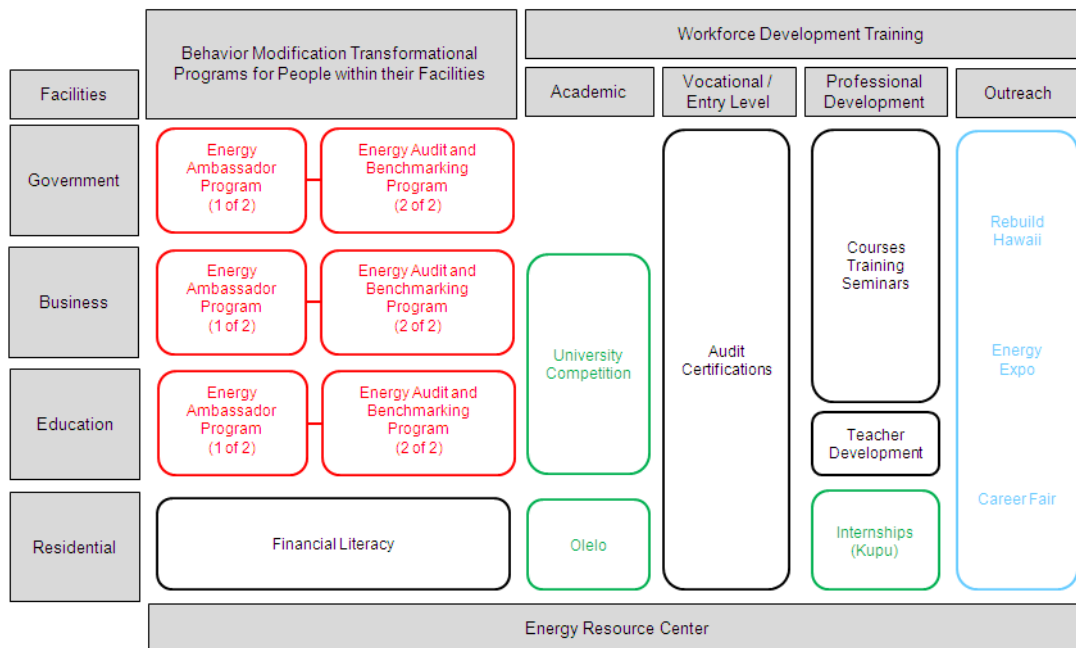 Behavior Modification Transformational
Programs for People within their Facilities
Workforce Development Training
Facilities
Academic
Vocational /
Entry Level
Professional
Development
Outreach
Government
Energy
Ambassador
Program
(1 of 2)
Energy Audit and
Benchmarking
Program
(2 of 2)
Business
Energy
Ambassador
Program
(1 of 2)
Energy Audit and
Benchmarking
Program
(2 of 2)
Education
Energy
Ambassador
Program
(1 of 2)
Energy Audit and
Benchmarking
Program
(2 of 2)
Residential
Financial Literacy
University
Competition
Olelo
Audit
Certifications
Courses
Training
Seminars
Teacher
Development
Internships
(Kupu)
Rebuild
Hawaii
Energy
Expo
Career Fair
Energy Resource Center